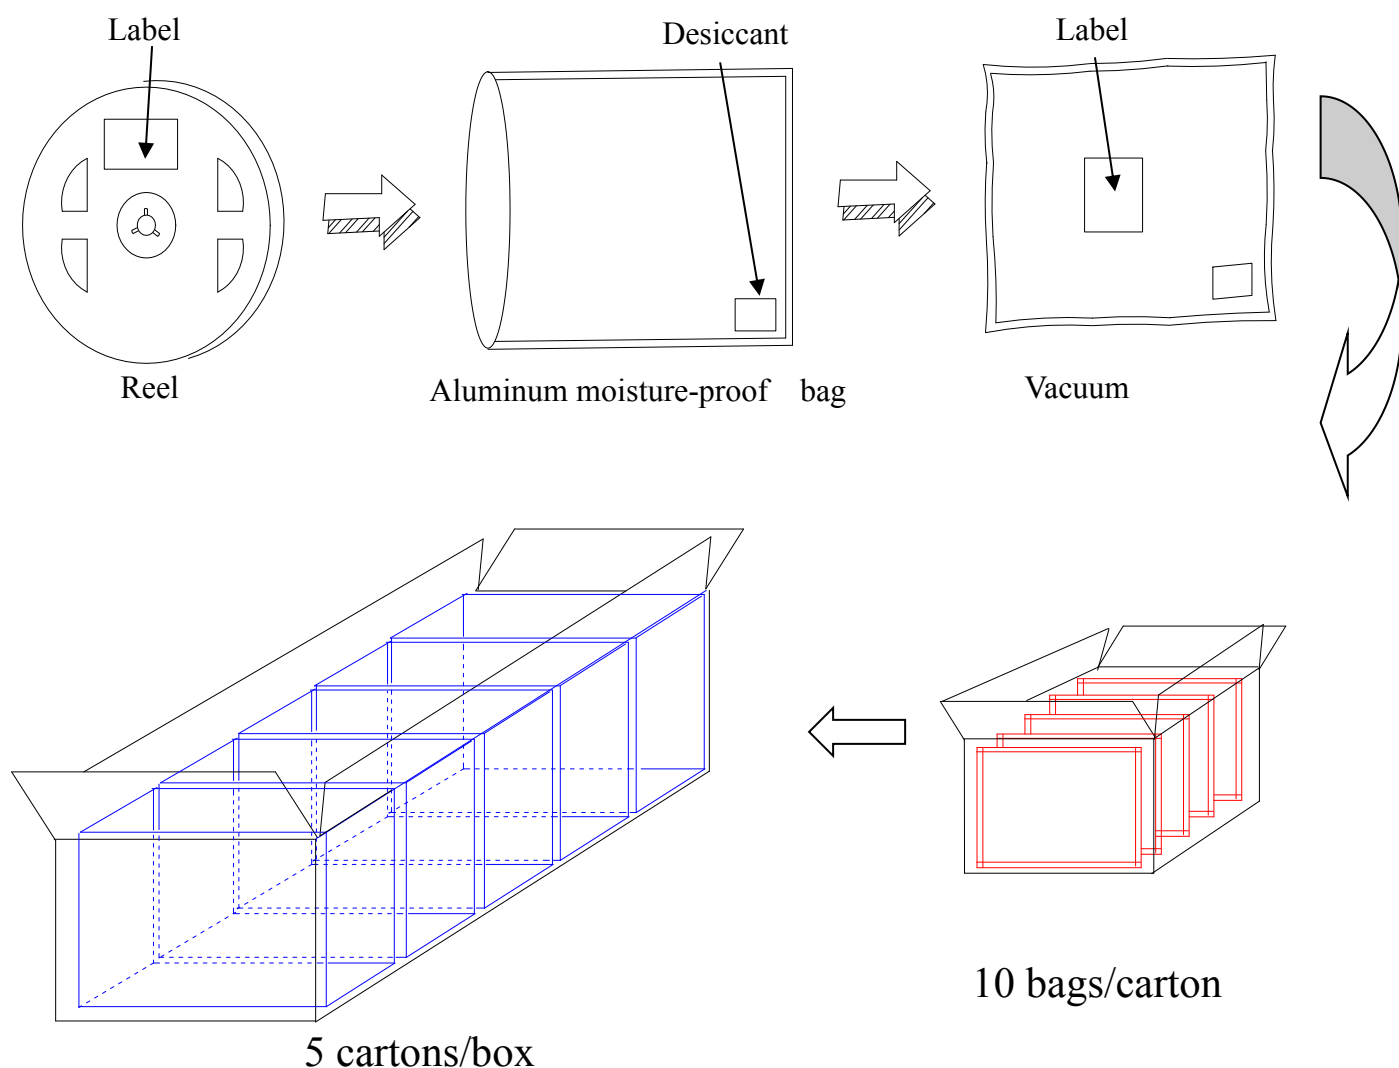 Label
Desiccant
Label
Reel
Aluminum moisture-proof bag
Vacuum
10 bags/carton
5 cartons/box